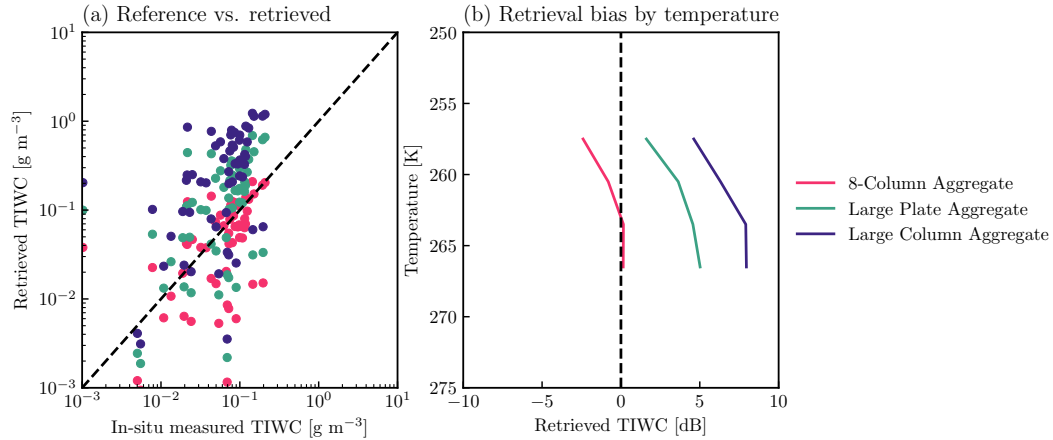 (a) Reference vs. retrieved
10^1
10^0
10^−1
10^−2
10^−3
Retrieved TIWC [g m^−3]
10^−3
10^−2
10^−1
10^0
10^1
In-situ measured TIWC [g m^−3]
(b) Retrieval bias by temperature
250
255
260
265
270
275
Temperature [K]
−10
−5
0
5
10
Retrieved TIWC [dB]
8-Column Aggregate
Large Plate Aggregate
Large Column Aggregate